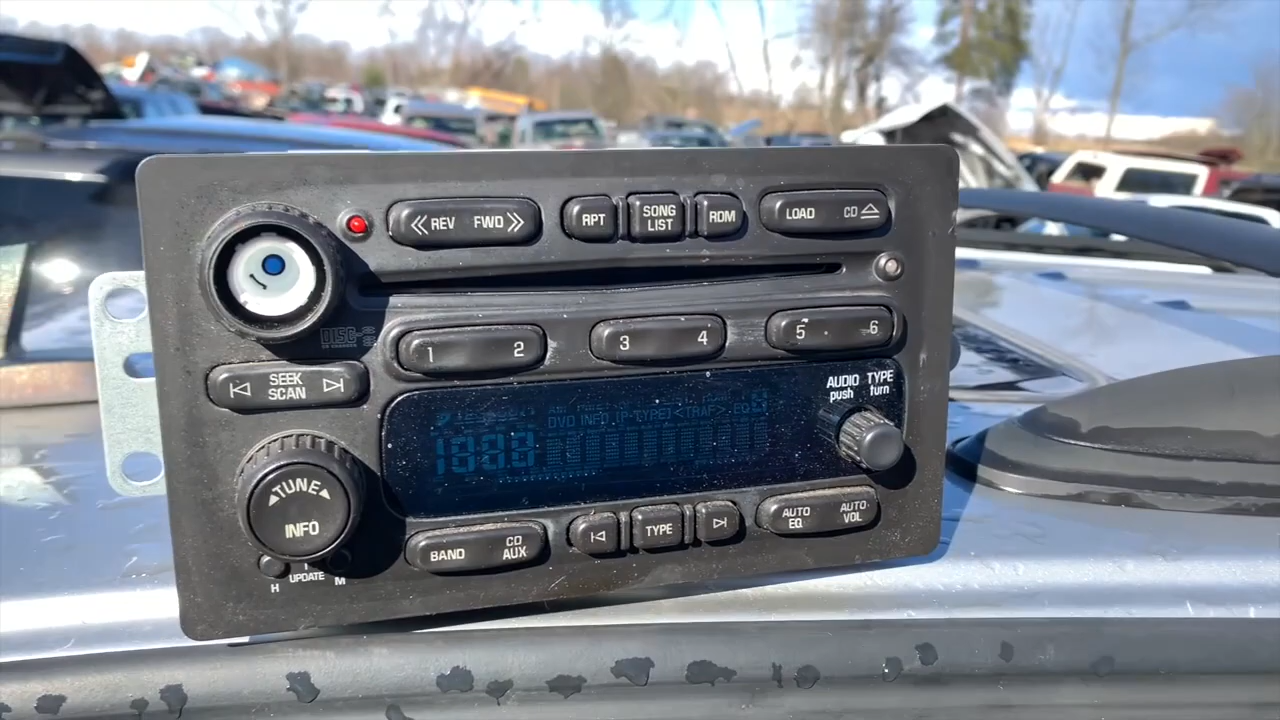 REV FWD
RPT
SONG
LIST
RDM
LOAD CD
DISC
1 2
3 4
5 6
SEEK
SCAN
AUDIO TYPE
push turn
DVD INFO [P-TYPE] <TRAF> EQ
TUNE
INFO
H UPDATE M
BAND
CD
AUX
TYPE
AUTO
EQ
AUTO
VOL